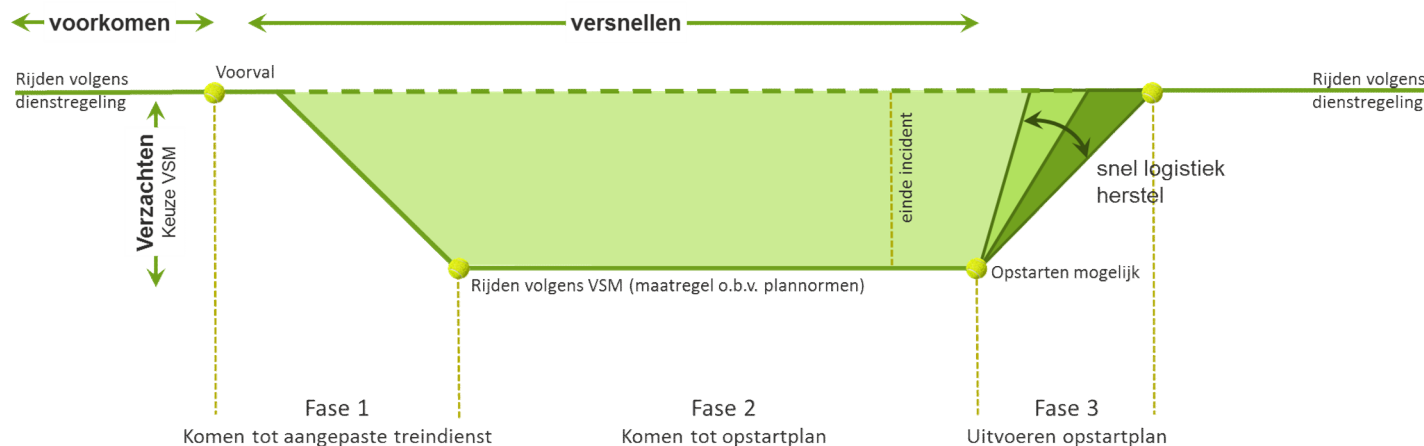 voorkomen
versnellen
Rijden volgens
dienstregeling
Voorval
Rijden volgens
dienstregeling
Verzachten
Keuze VSM
einde incident
snel logistiek
herstel
Rijden volgens VSM (maatregel o.b.v. plannormen)
Opstarten mogelijk
Fase 1
Komen tot aangepaste treindienst
Fase 2
Komen tot opstartplan
Fase 3
Uitvoeren opstartplan